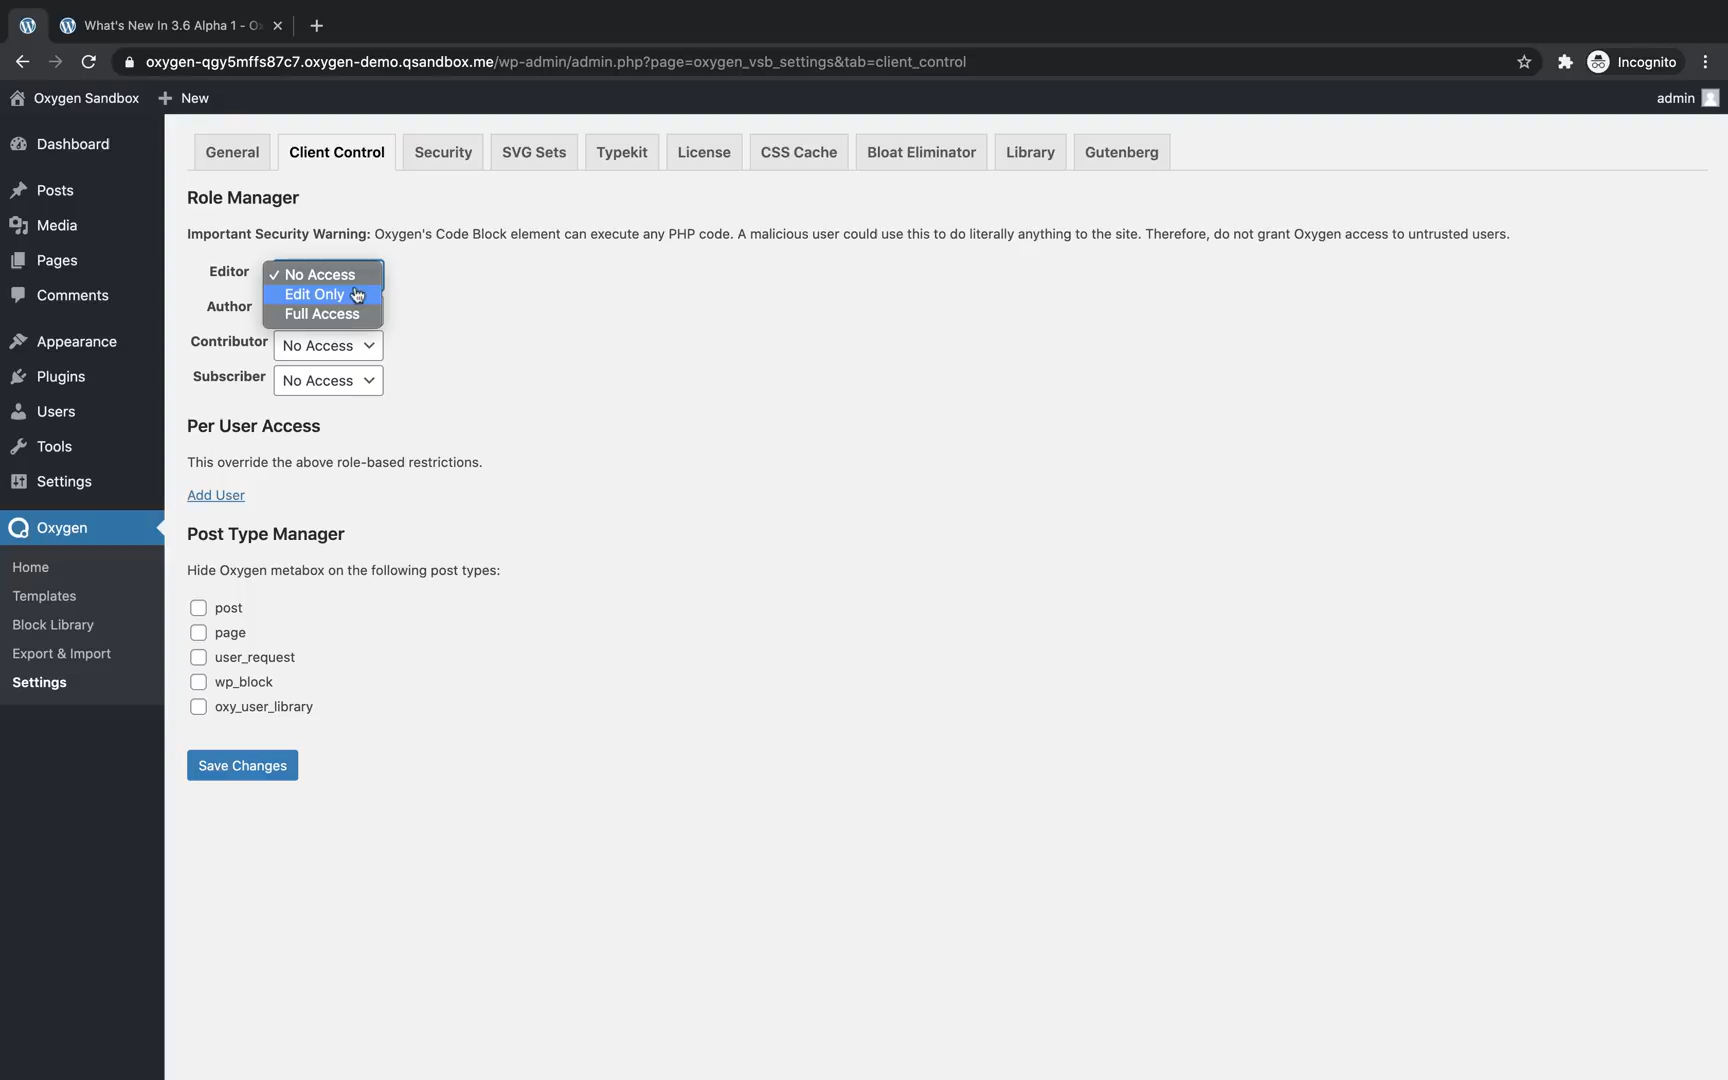 What's New In 3.6 Alpha 1 - O
oxygen-qgy5mffs87c7.oxygen-demo.qsandbox.me/wp-admin/admin.php?page=oxygen_vsb_settings&tab=client_control
Incognito
Oxygen Sandbox
New
admin
Dashboard
Posts
Media
Pages
Comments
Appearance
Plugins
Users
Tools
Settings
Oxygen
Home
Templates
Block Library
Export & Import
Settings
General
Client Control
Security
SVG Sets
Typekit
License
CSS Cache
Bloat Eliminator
Library
Gutenberg
Role Manager
Important Security Warning: Oxygen's Code Block element can execute any PHP code. A malicious user could use this to do literally anything to the site. Therefore, do not grant Oxygen access to untrusted users.
Editor
✓ No Access
Edit Only
Full Access
Author
Contributor
No Access
Subscriber
No Access
Per User Access
This override the above role-based restrictions.
Add User
Post Type Manager
Hide Oxygen metabox on the following post types:
post
page
user_request
wp_block
oxy_user_library
Save Changes